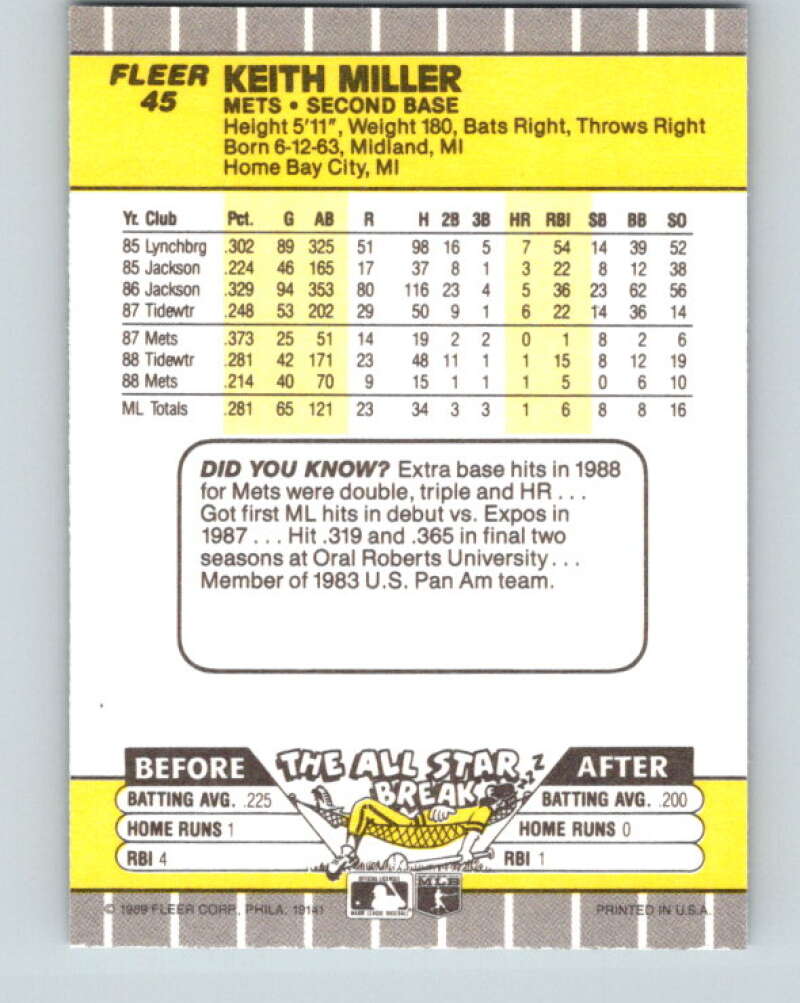 FLEER KEITH MILLER
45 METS • SECOND BASE
Height 5'11", Weight 180, Bats Right, Throws Right
Born 6-12-63, Midland, MI
Home Bay City, MI
Yr. Club Pct. G AB R H 2B 3B HR RBI SB BB SO
85 Lynchbrg .302 89 325 51 98 16 5 7 54 14 39 52
85 Jackson .224 46 165 17 37 8 1 3 22 8 12 38
86 Jackson .329 94 353 80 116 23 4 5 36 23 62 56
87 Tidewtr .248 53 202 29 50 9 1 6 22 14 36 14
87 Mets .373 25 51 14 19 2 2 0 1 8 2 6
88 Tidewtr .281 42 171 23 48 11 1 1 15 8 12 19
88 Mets .214 40 70 9 15 1 1 1 5 0 6 10
ML Totals .281 65 121 23 34 3 3 1 6 8 8 16
DID YOU KNOW? Extra base hits in 1988
for Mets were double, triple and HR . . .
Got first ML hits in debut vs. Expos in
1987 . . . Hit .319 and .365 in final two
seasons at Oral Roberts University . . .
Member of 1983 U.S. Pan Am team.
BEFORE THE ALL STAR BREAK ZZZ AFTER
BATTING AVG. .225 BATTING AVG. .200
HOME RUNS 1 HOME RUNS 0
RBI 4 RBI 1
OFFICIAL LICENSEE
MAJOR LEAGUE BASEBALL
MLB
© 1989 FLEER CORP., PHILA. 19141 PRINTED IN U.S.A.